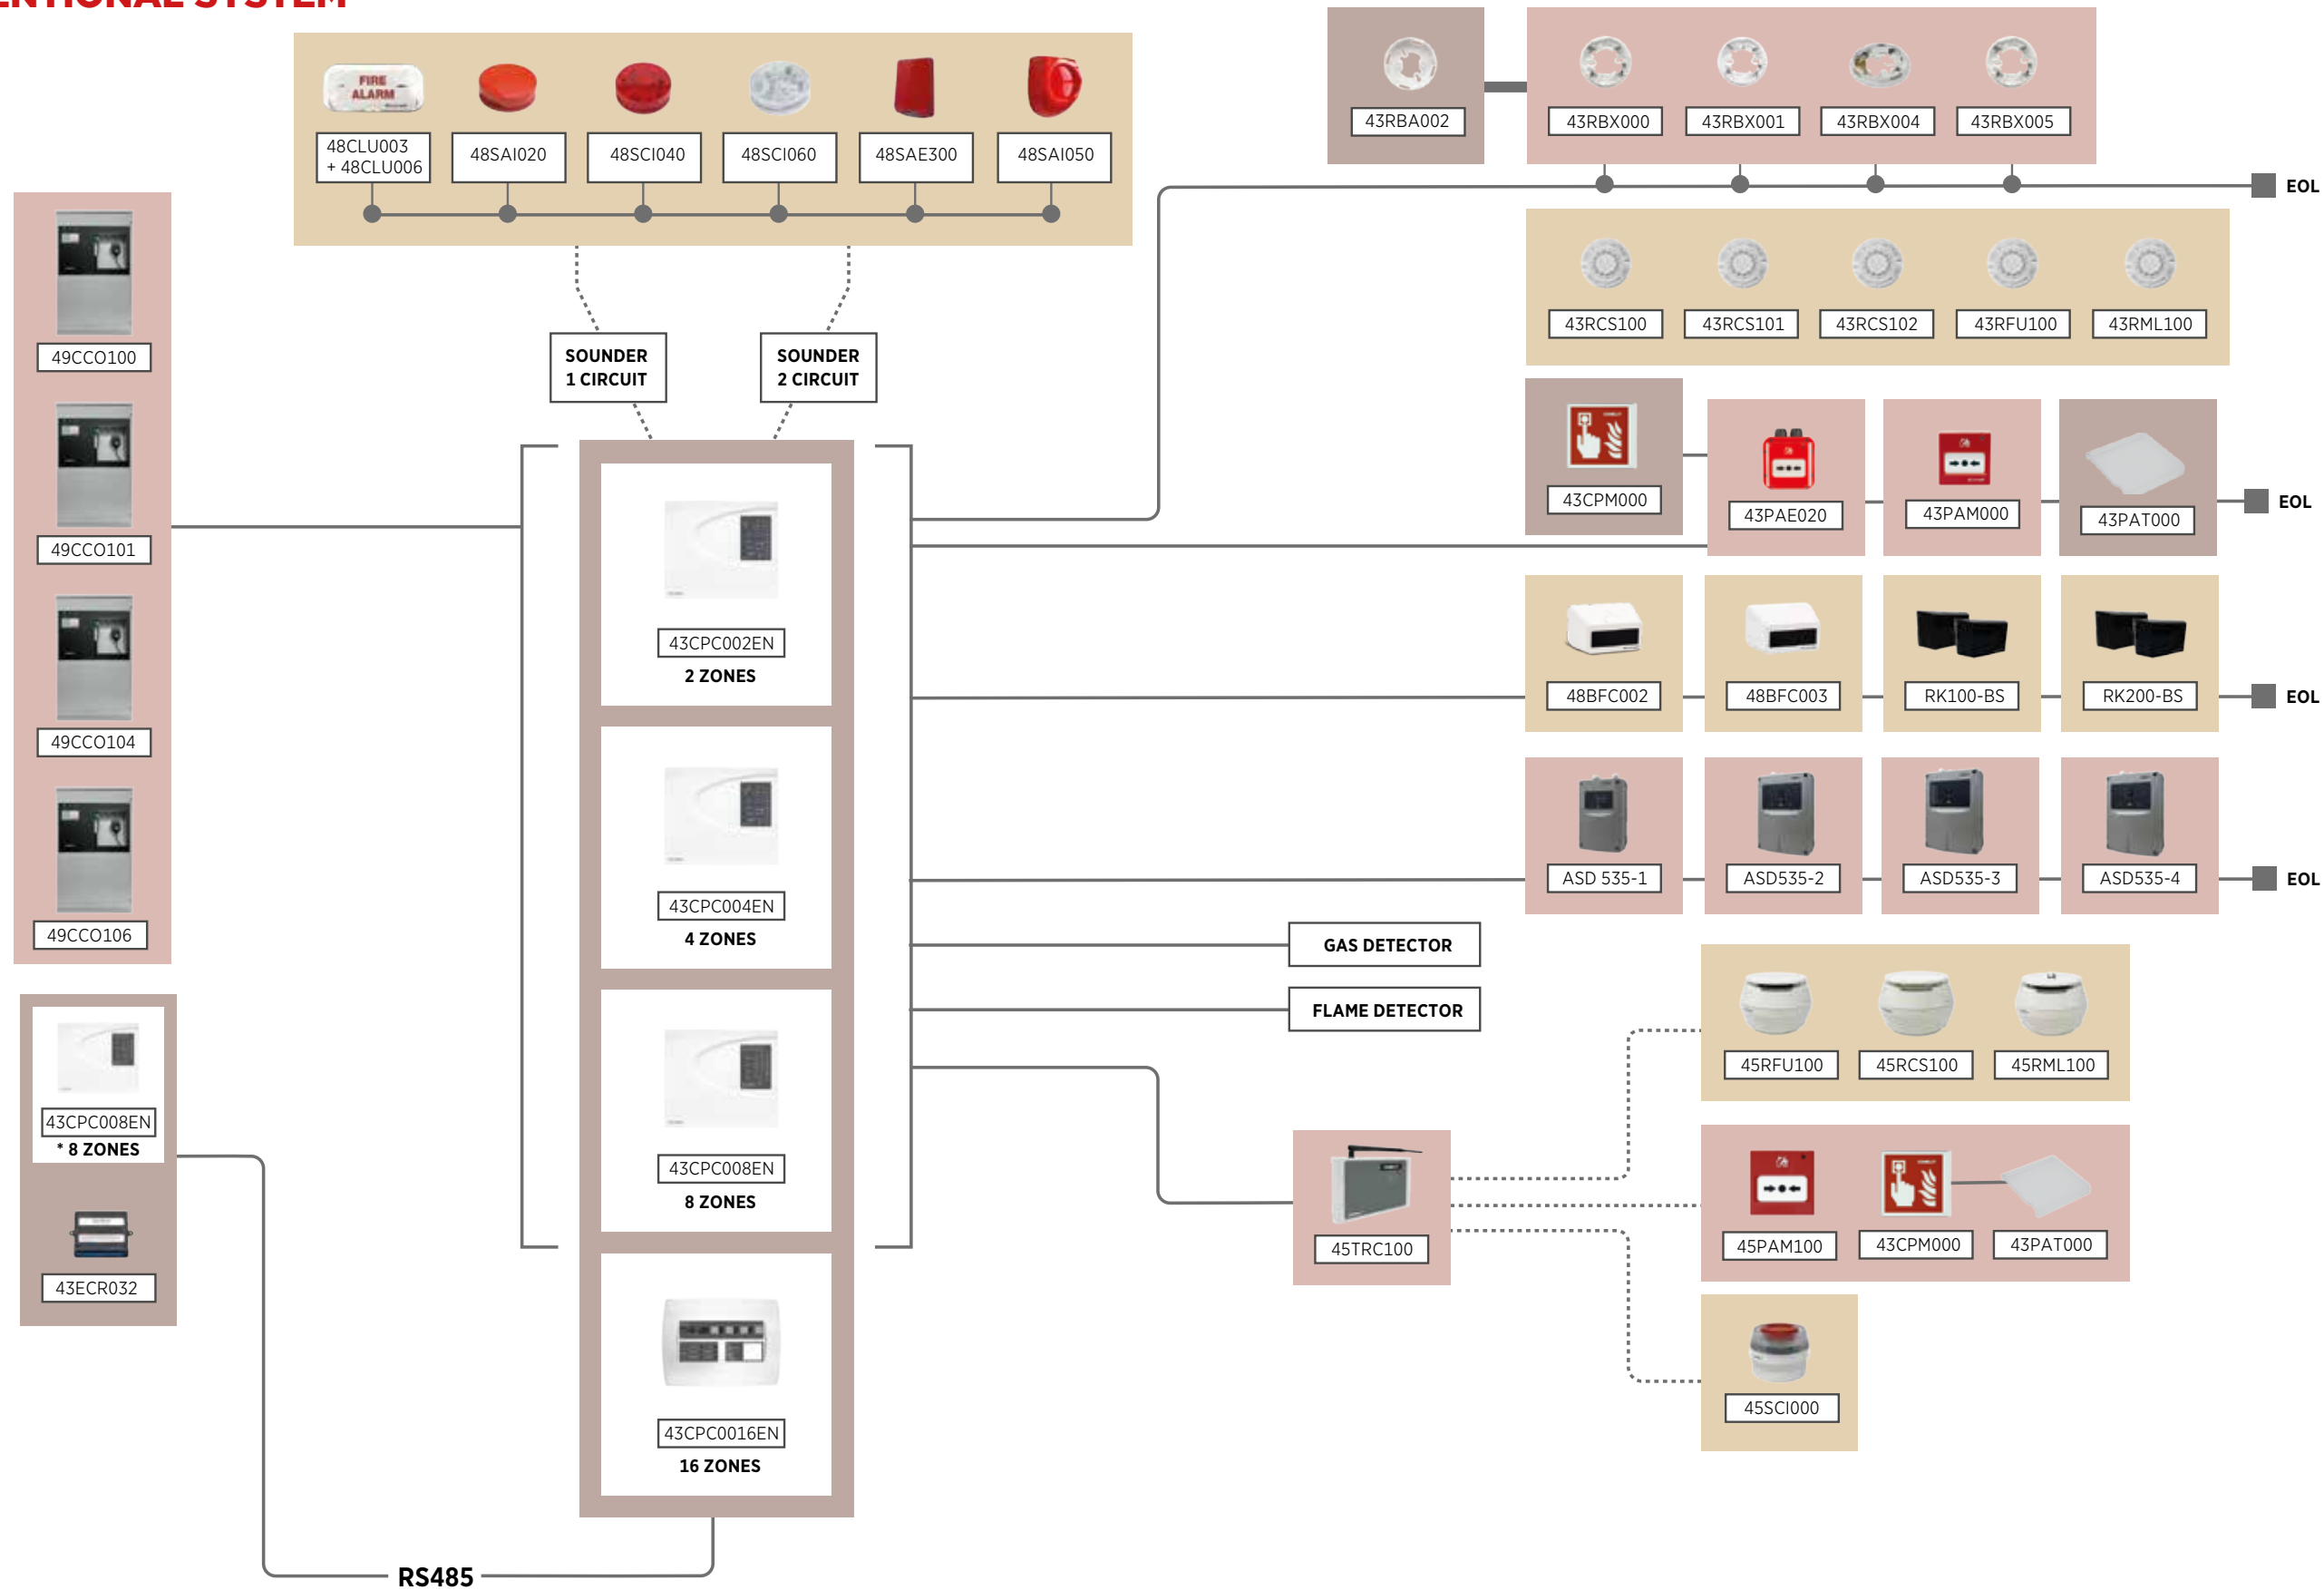 ENTIONAL SYSTEM
FIRE
ALARM
48CLU003
+ 48CLU006
48SAI020
48SCI040
48SCI060
48SAE300
48SAI050
43RBA002
43RBX000
43RBX001
43RBX004
43RBX005
EOL
43RCS100
43RCS101
43RCS102
43RFU100
43RML100
49CCO100
49CCO101
49CCO104
49CCO106
SOUNDER
1 CIRCUIT
SOUNDER
2 CIRCUIT
43CPM000
43PAE020
43PAM000
43PAT000
EOL
43CPC002EN
2 ZONES
48BFC002
48BFC003
RK100-BS
RK200-BS
EOL
43CPC004EN
4 ZONES
ASD 535-1
ASD535-2
ASD535-3
ASD535-4
EOL
GAS DETECTOR
FLAME DETECTOR
43CPC008EN
8 ZONES
45RFU100
45RCS100
45RML100
43CPC008EN
* 8 ZONES
43ECR032
45TRC100
45PAM100
43CPM000
43PAT000
45SCI000
43CPC0016EN
16 ZONES
RS485